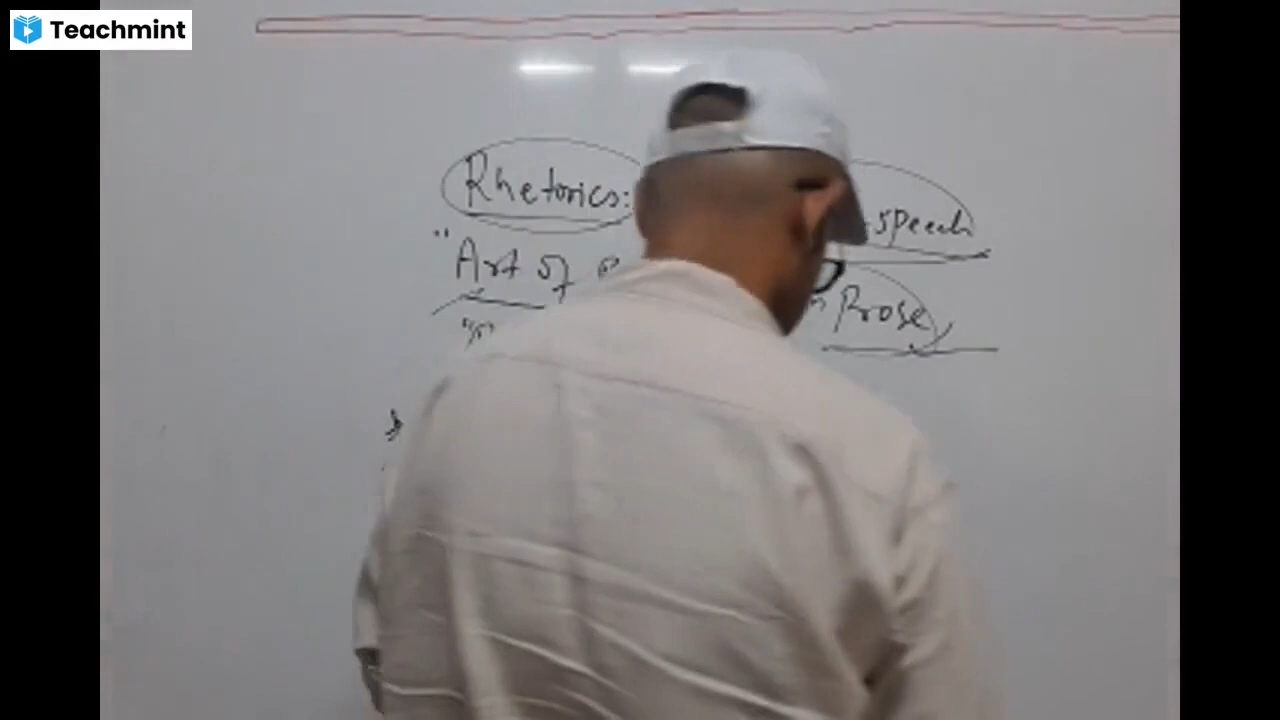 Teachmint
Rhetorics: speech
"Art of Prose